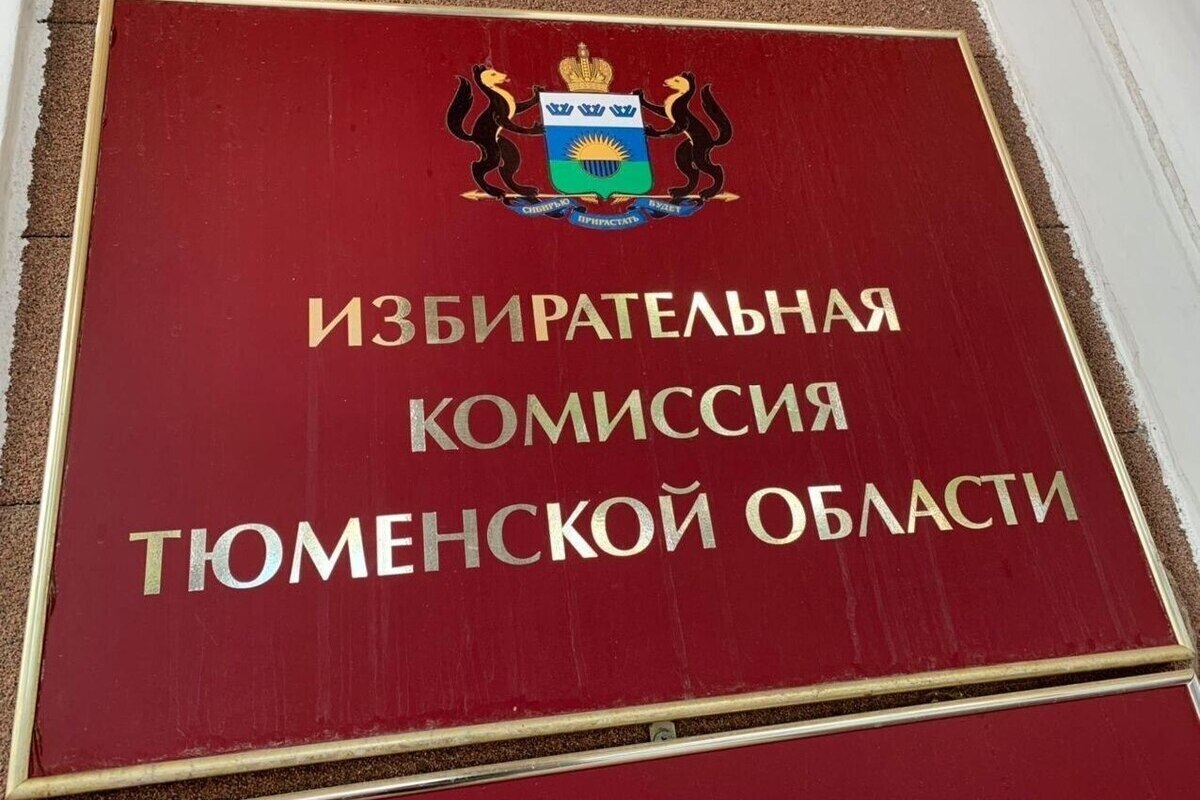 СИБИРЬЮ
ПРИРАСТАТЬ
БУДЕТ
ИЗБИРАТЕЛЬНАЯ
КОМИССИЯ
ТЮМЕНСКОЙ ОБЛАСТИ